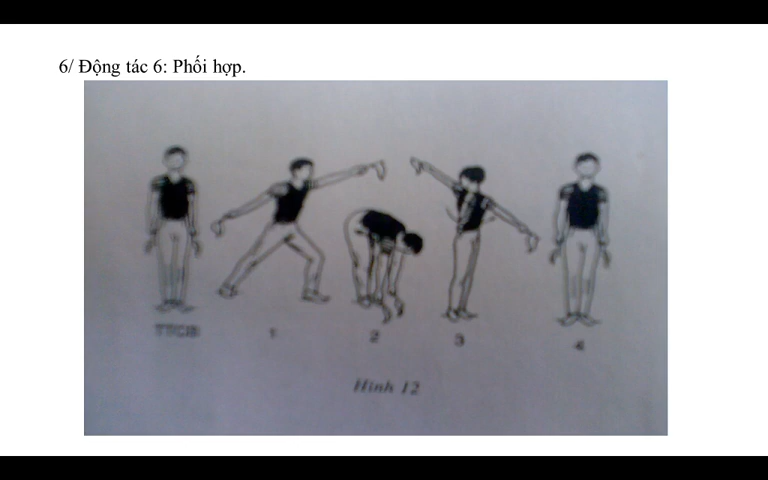 6/ Động tác 6: Phối hợp.
TTCB 1 2 3 4
Hình 12